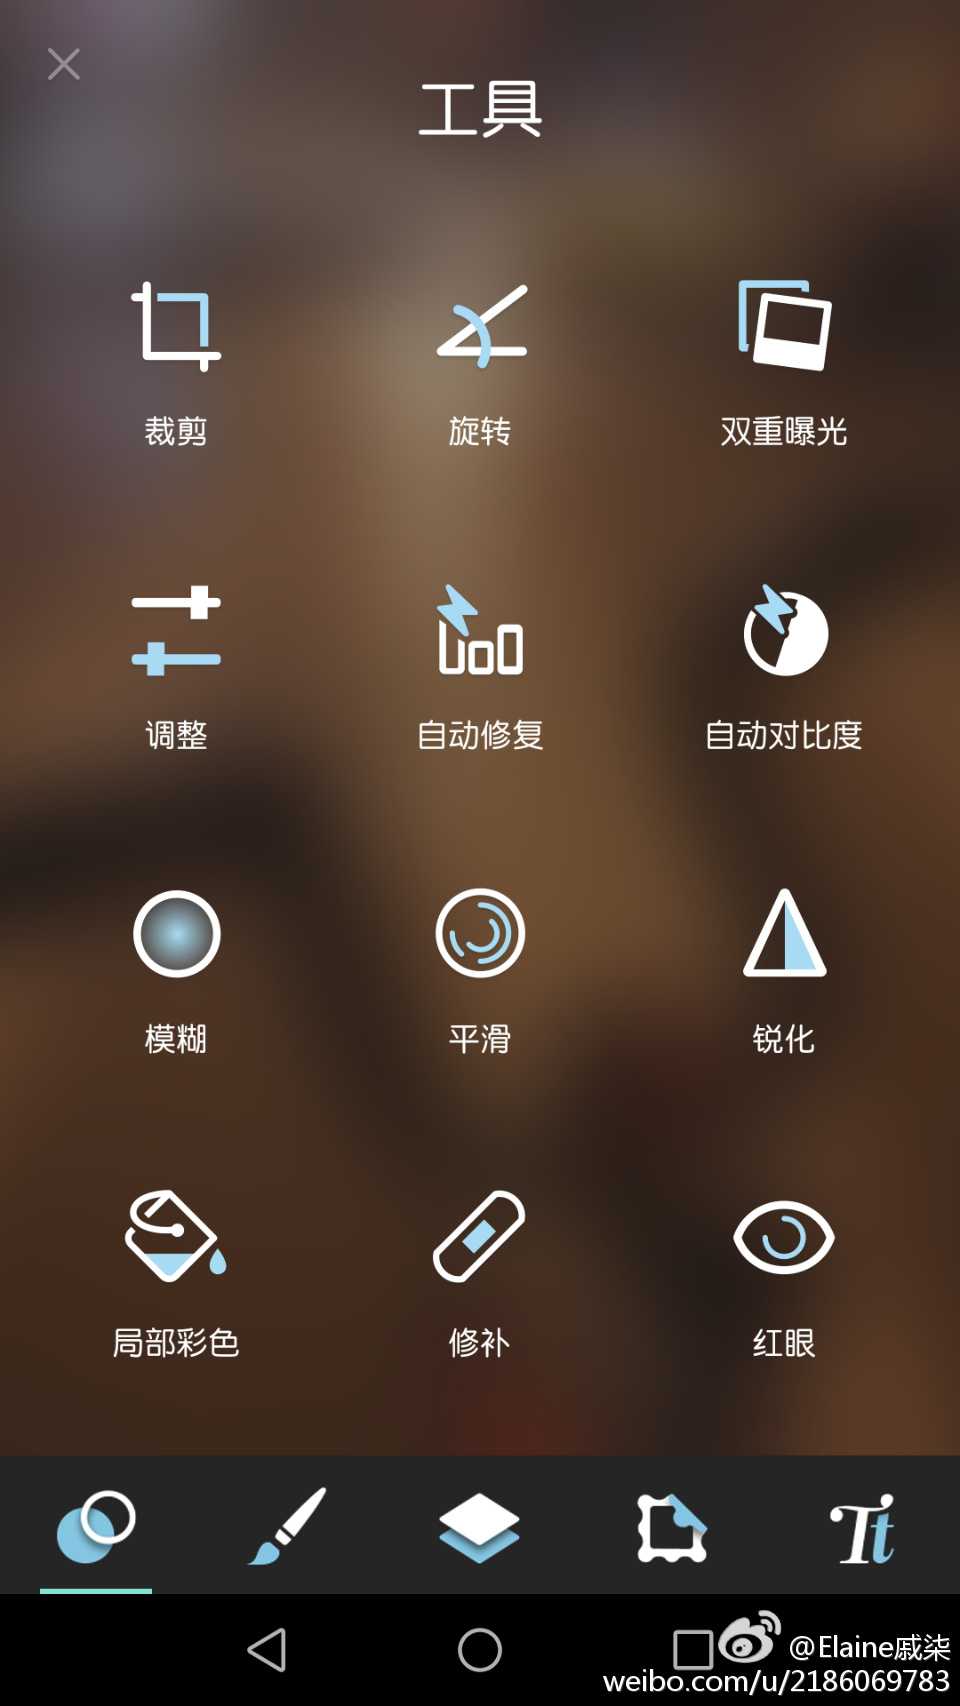 工具
裁剪
旋转
双重曝光
调整
自动修复
自动对比度
模糊
平滑
锐化
局部彩色
修补
红眼
Tt
@Elaine戚柒
weibo.com/u/2186069783